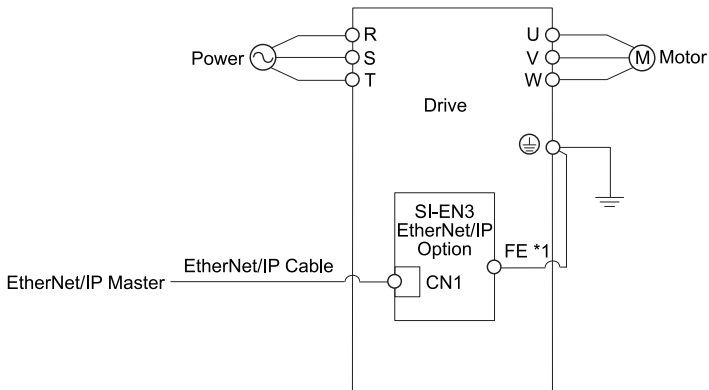 R
U
Power
S
V
M
Motor
T
W
Drive
SI-EN3
EtherNet/IP
Option
FE *1
EtherNet/IP Cable
EtherNet/IP Master
CN1